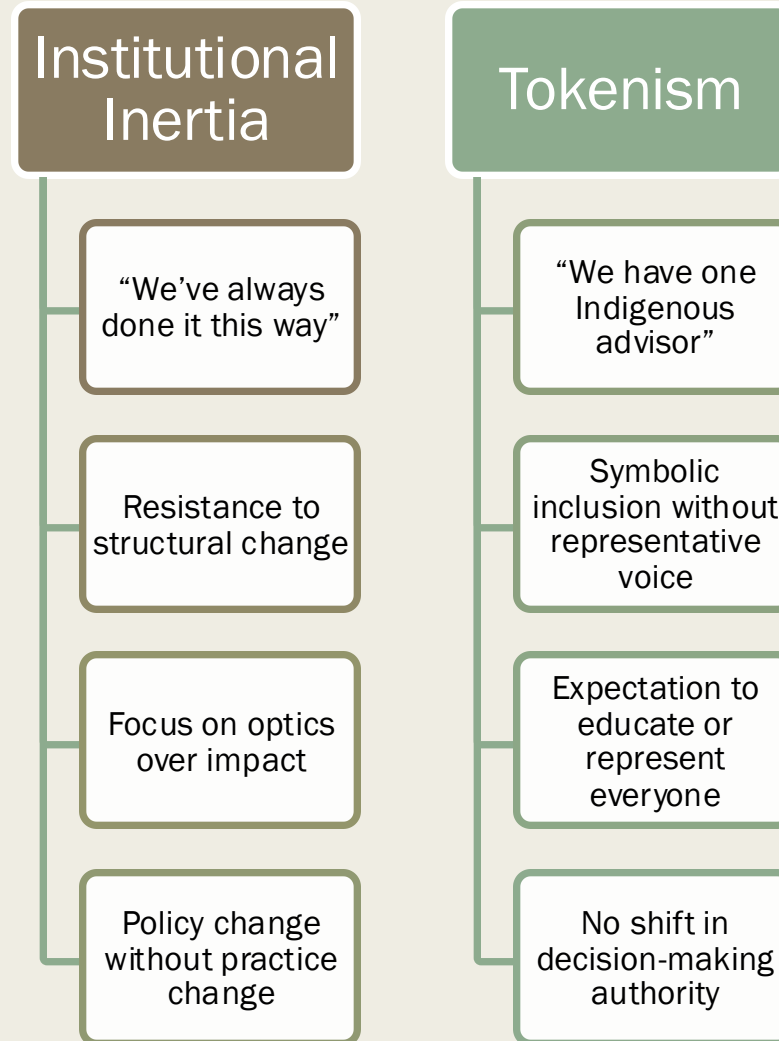 Institutional
Inertia
“We’ve always
done it this way”
Resistance to
structural change
Focus on optics
over impact
Policy change
without practice
change
Tokenism
“We have one
Indigenous
advisor”
Symbolic
inclusion without
representative
voice
Expectation to
educate or
represent
everyone
No shift in
decision-making
authority